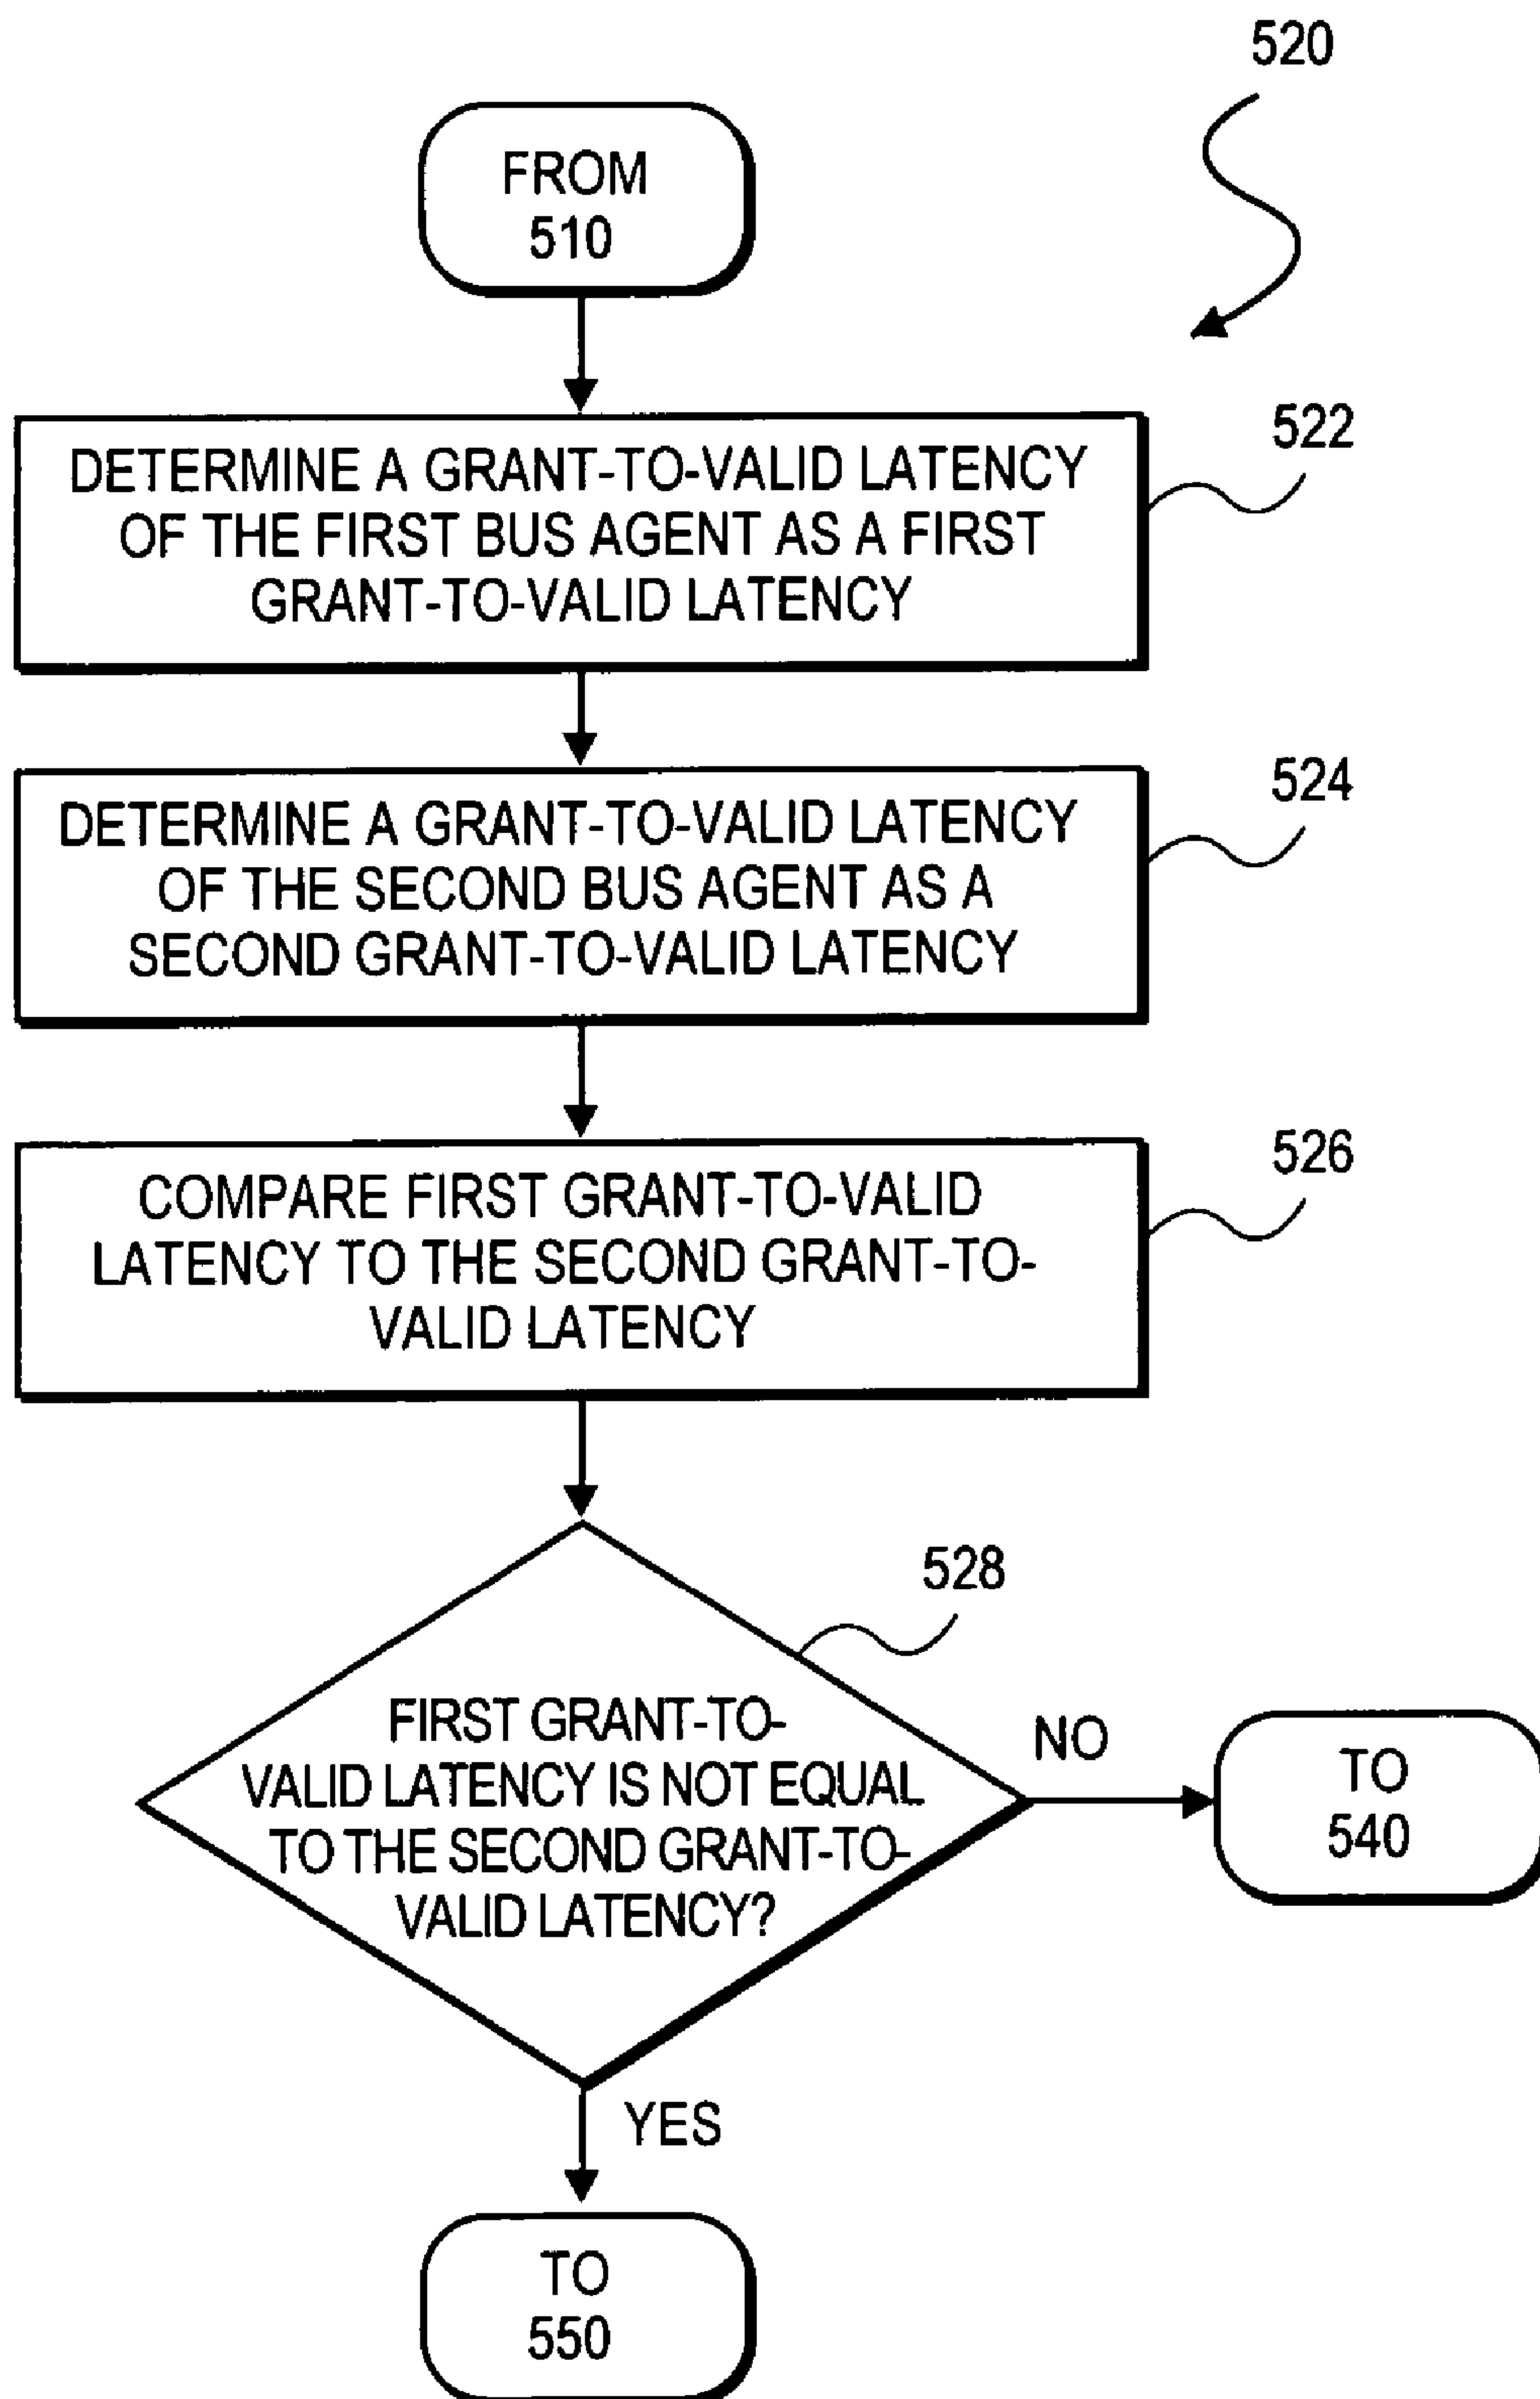 520
FROM
510
DETERMINE A GRANT-TO-VALID LATENCY
OF THE FIRST BUS AGENT AS A FIRST
GRANT-TO-VALID LATENCY
522
DETERMINE A GRANT-TO-VALID LATENCY
OF THE SECOND BUS AGENT AS A
SECOND GRANT-TO-VALID LATENCY
524
COMPARE FIRST GRANT-TO-VALID
LATENCY TO THE SECOND GRANT-TO-
VALID LATENCY
526
528
FIRST GRANT-TO-
VALID LATENCY IS NOT EQUAL
TO THE SECOND GRANT-TO-
VALID LATENCY?
NO
TO
540
YES
TO
550